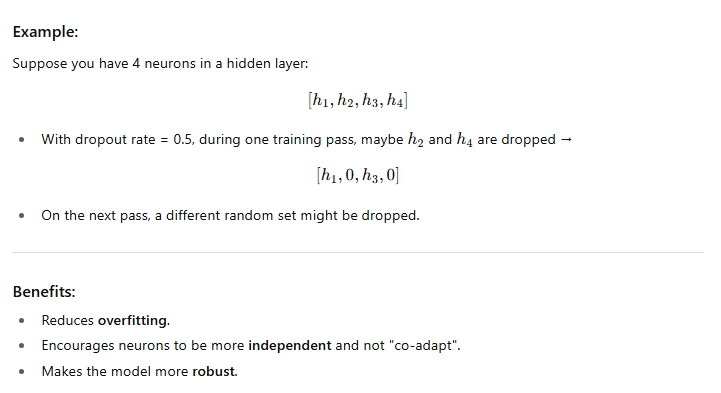 Example:
Suppose you have 4 neurons in a hidden layer:
[h₁, h₂, h₃, h₄]
• With dropout rate = 0.5, during one training pass, maybe h₂ and h₄ are dropped →
[h₁, 0, h₃, 0]
• On the next pass, a different random set might be dropped.
Benefits:
• Reduces overfitting.
• Encourages neurons to be more independent and not "co-adapt".
• Makes the model more robust.